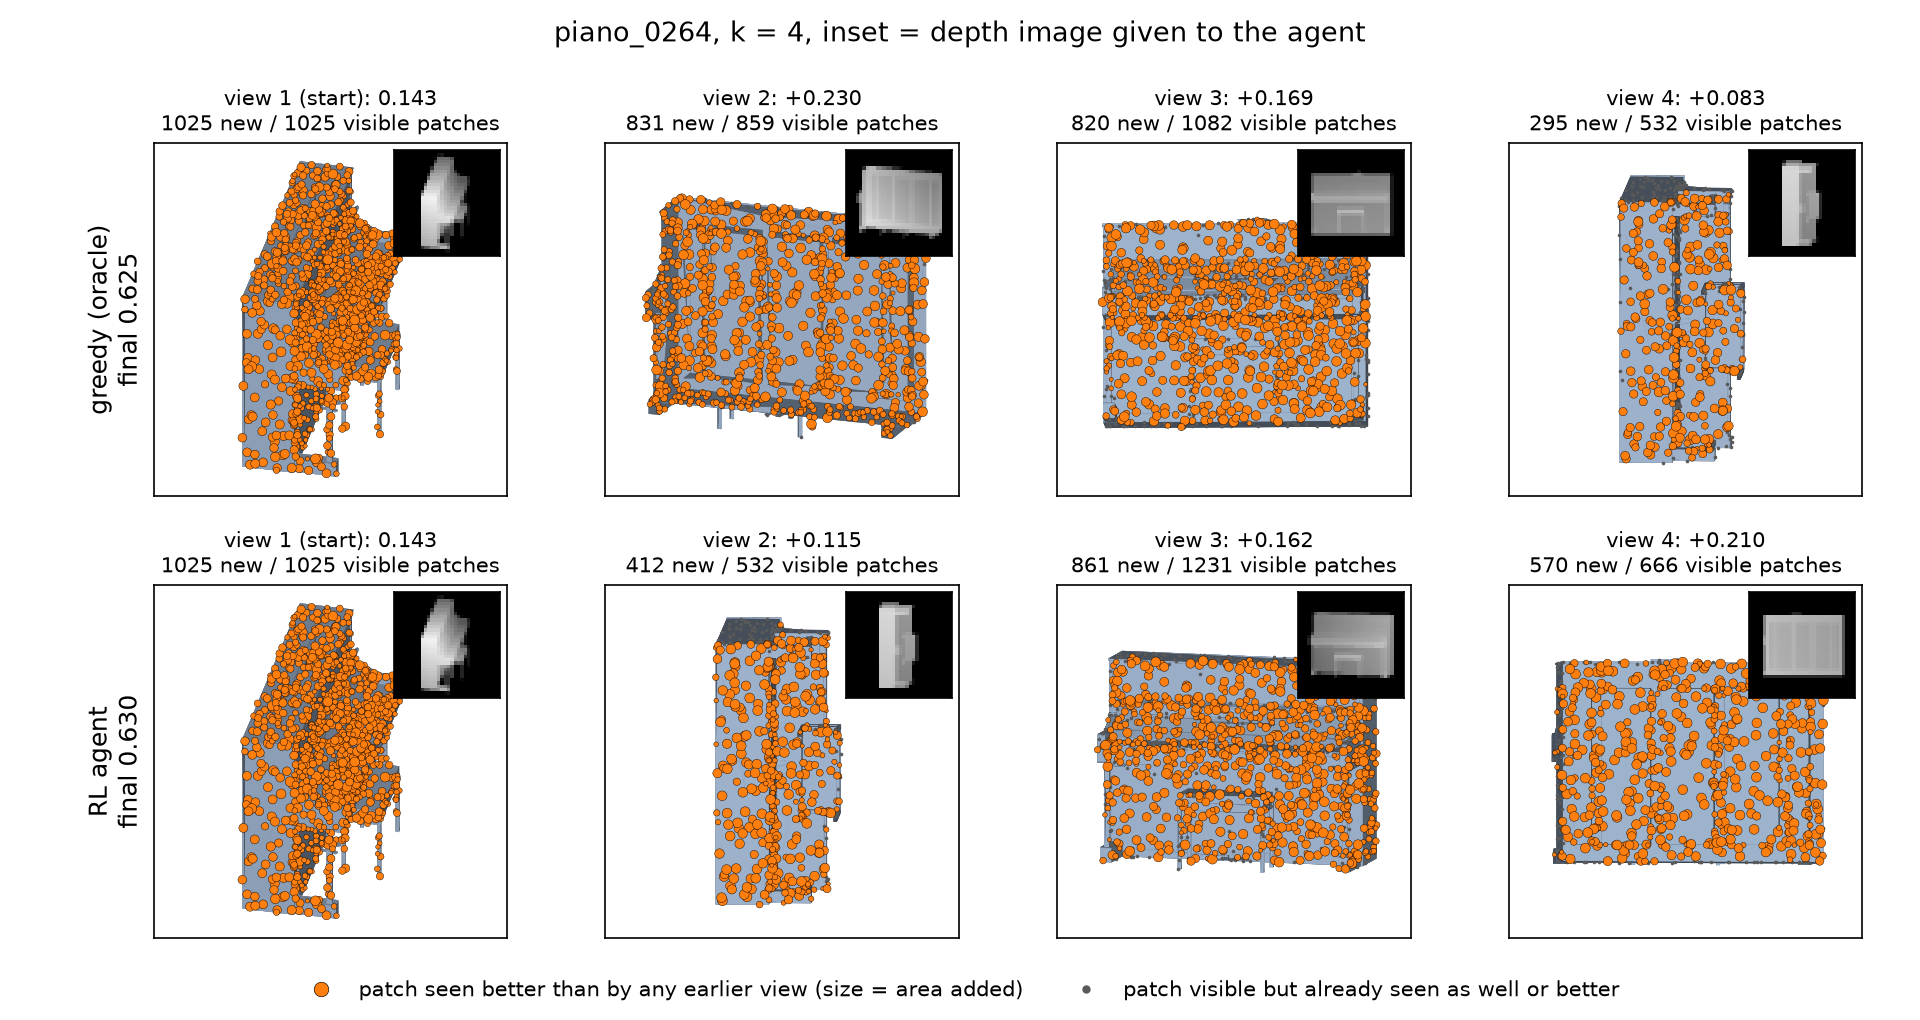 piano_0264, k = 4, inset = depth image given to the agent
view 1 (start): 0.143
1025 new / 1025 visible patches
view 2: +0.230
831 new / 859 visible patches
view 3: +0.169
820 new / 1082 visible patches
view 4: +0.083
295 new / 532 visible patches
greedy (oracle)
final 0.625
view 1 (start): 0.143
1025 new / 1025 visible patches
view 2: +0.115
412 new / 532 visible patches
view 3: +0.162
861 new / 1231 visible patches
view 4: +0.210
570 new / 666 visible patches
RL agent
final 0.630
patch seen better than by any earlier view (size = area added)
patch visible but already seen as well or better